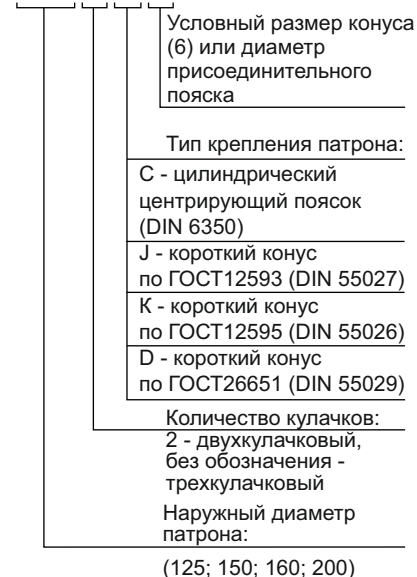 Условный размер конуса
(6) или диаметр
присоединительного
пояска
Тип крепления патрона:
C - цилиндрический
центрирующий поясок
(DIN 6350)
J - короткий конус
по ГОСТ12593 (DIN 55027)
К - короткий конус
по ГОСТ12595 (DIN 55026)
D - короткий конус
по ГОСТ26651 (DIN 55029)
Количество кулачков:
2 - двухкулачковый,
без обозначения -
трехкулачковый
Наружный диаметр
патрона:
(125; 150; 160; 200)